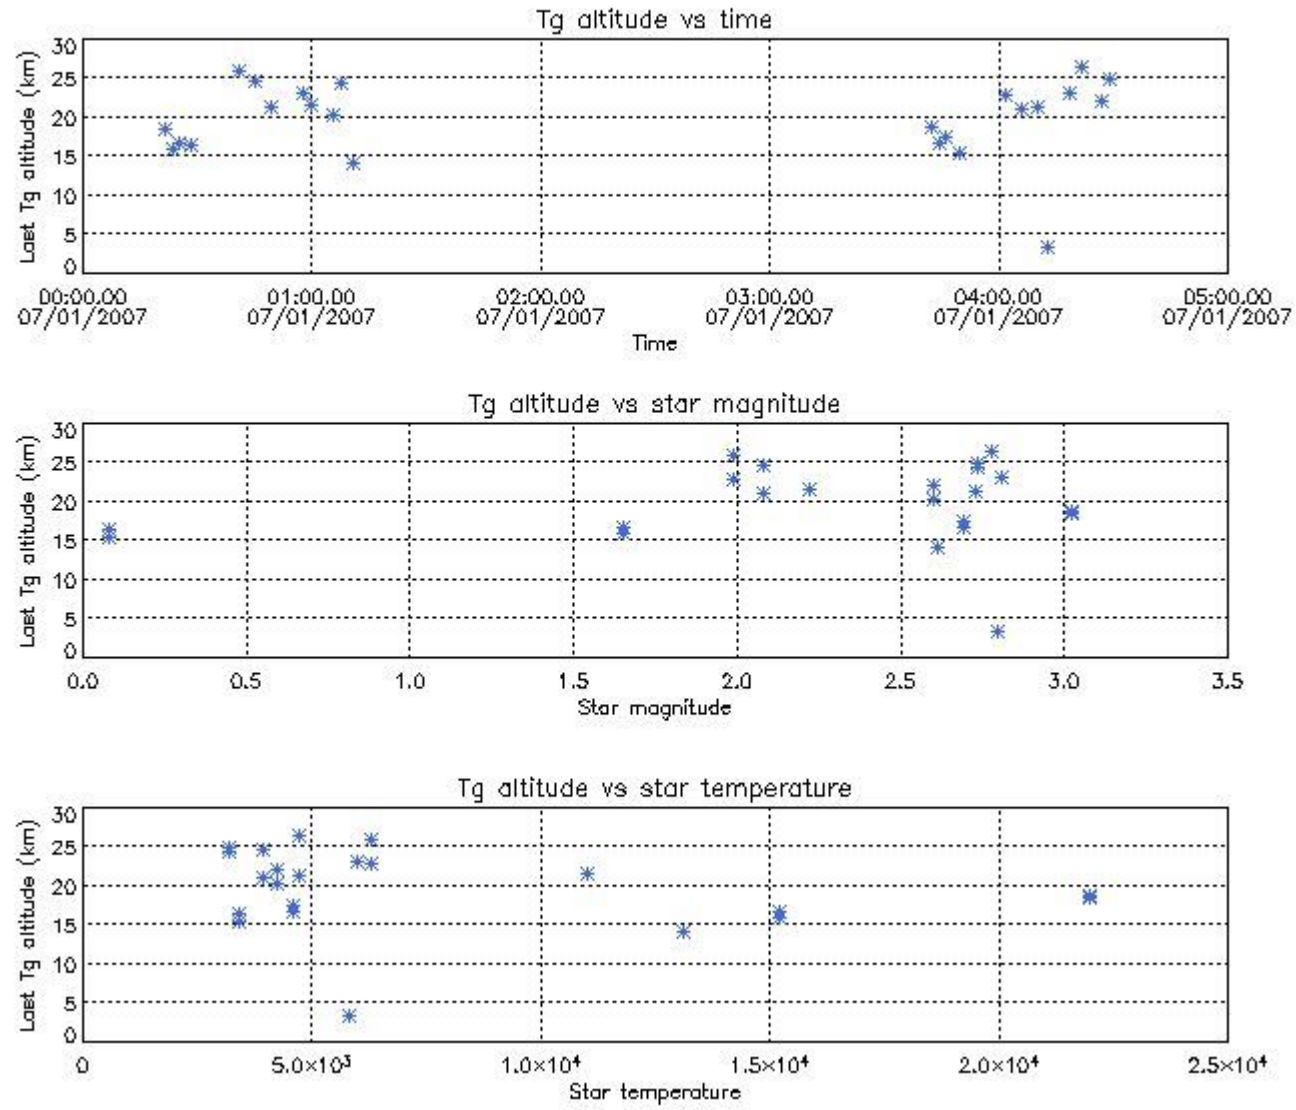 Tg altitude vs time
Last Tg altitude (km)
30
25
20
15
10
5
0
00:00.00 01:00.00 02:00.00 03:00.00 04:00.00 05:00.00
07/01/2007 07/01/2007 07/01/2007 07/01/2007 07/01/2007 07/01/2007
Time
Tg altitude vs star magnitude
Last Tg altitude (km)
30
25
20
15
10
5
0
0.0 0.5 1.0 1.5 2.0 2.5 3.0 3.5
Star magnitude
Tg altitude vs star temperature
Last Tg altitude (km)
30
25
20
15
10
5
0
0 5.0×10³ 1.0×10⁴ 1.5×10⁴ 2.0×10⁴ 2.5×10⁴
Star temperature